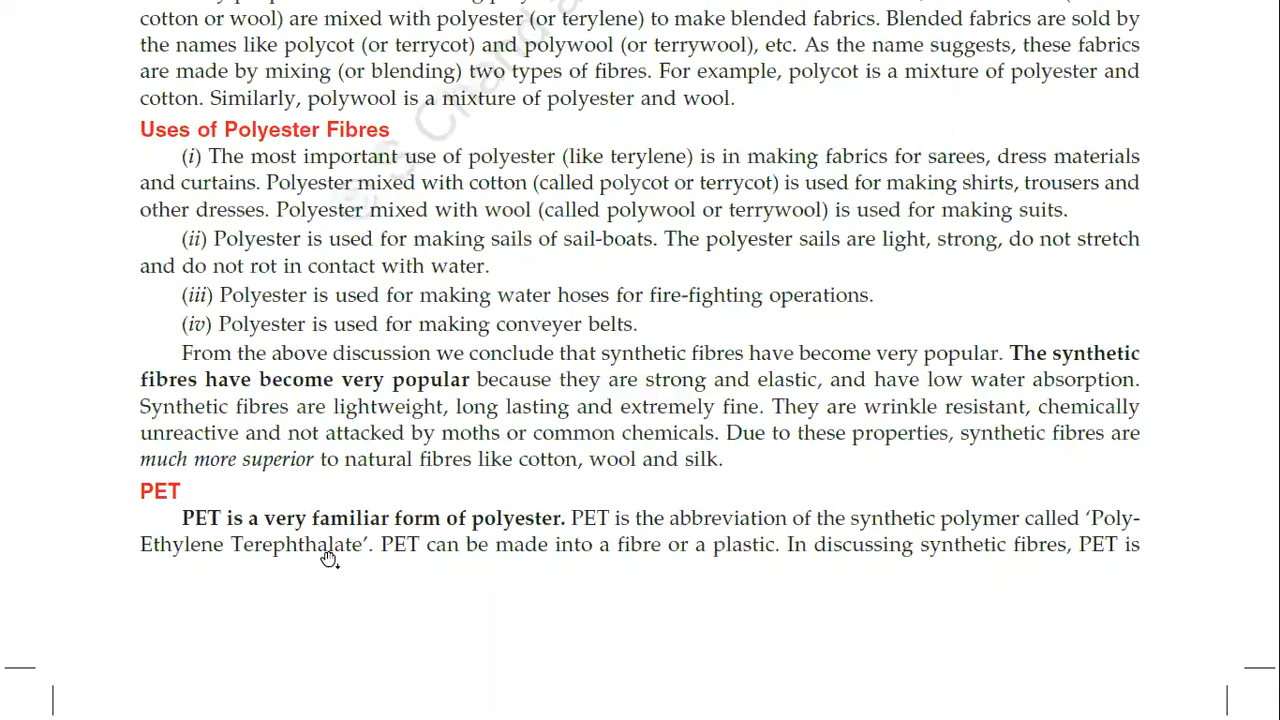 cotton or wool) are mixed with polyester (or terylene) to make blended fabrics. Blended fabrics are sold by
the names like polycot (or terrycot) and polywool (or terrywool), etc. As the name suggests, these fabrics
are made by mixing (or blending) two types of fibres. For example, polycot is a mixture of polyester and
cotton. Similarly, polywool is a mixture of polyester and wool.
Uses of Polyester Fibres
(i) The most important use of polyester (like terylene) is in making fabrics for sarees, dress materials
and curtains. Polyester mixed with cotton (called polycot or terrycot) is used for making shirts, trousers and
other dresses. Polyester mixed with wool (called polywool or terrywool) is used for making suits.
(ii) Polyester is used for making sails of sail-boats. The polyester sails are light, strong, do not stretch
and do not rot in contact with water.
(iii) Polyester is used for making water hoses for fire-fighting operations.
(iv) Polyester is used for making conveyer belts.
From the above discussion we conclude that synthetic fibres have become very popular. The synthetic
fibres have become very popular because they are strong and elastic, and have low water absorption.
Synthetic fibres are lightweight, long lasting and extremely fine. They are wrinkle resistant, chemically
unreactive and not attacked by moths or common chemicals. Due to these properties, synthetic fibres are
much more superior to natural fibres like cotton, wool and silk.
PET
PET is a very familiar form of polyester. PET is the abbreviation of the synthetic polymer called ‘Poly-
Ethylene Terephthalate’. PET can be made into a fibre or a plastic. In discussing synthetic fibres, PET is
© S Chand